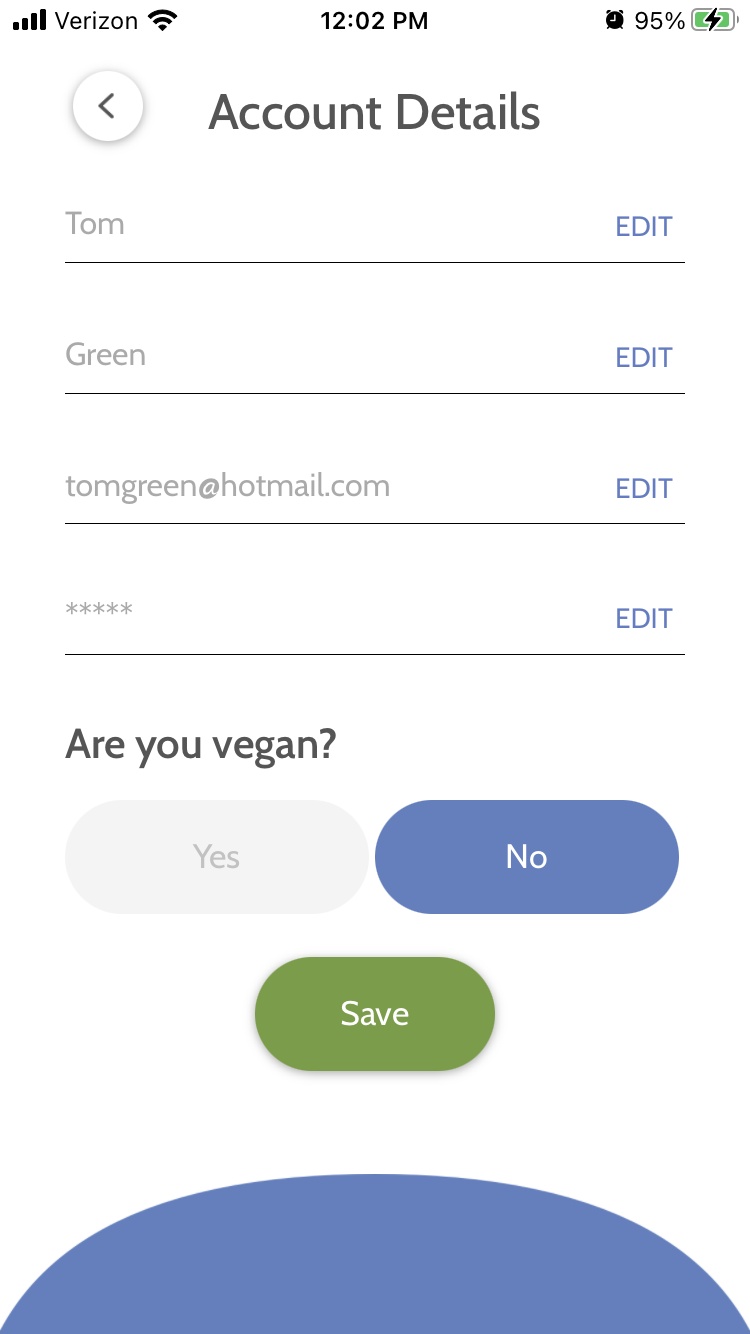 Verizon 12:02 PM 95%
Account Details
Tom EDIT
Green EDIT
tomgreen@hotmail.com EDIT
***** EDIT
Are you vegan?
Yes No
Save